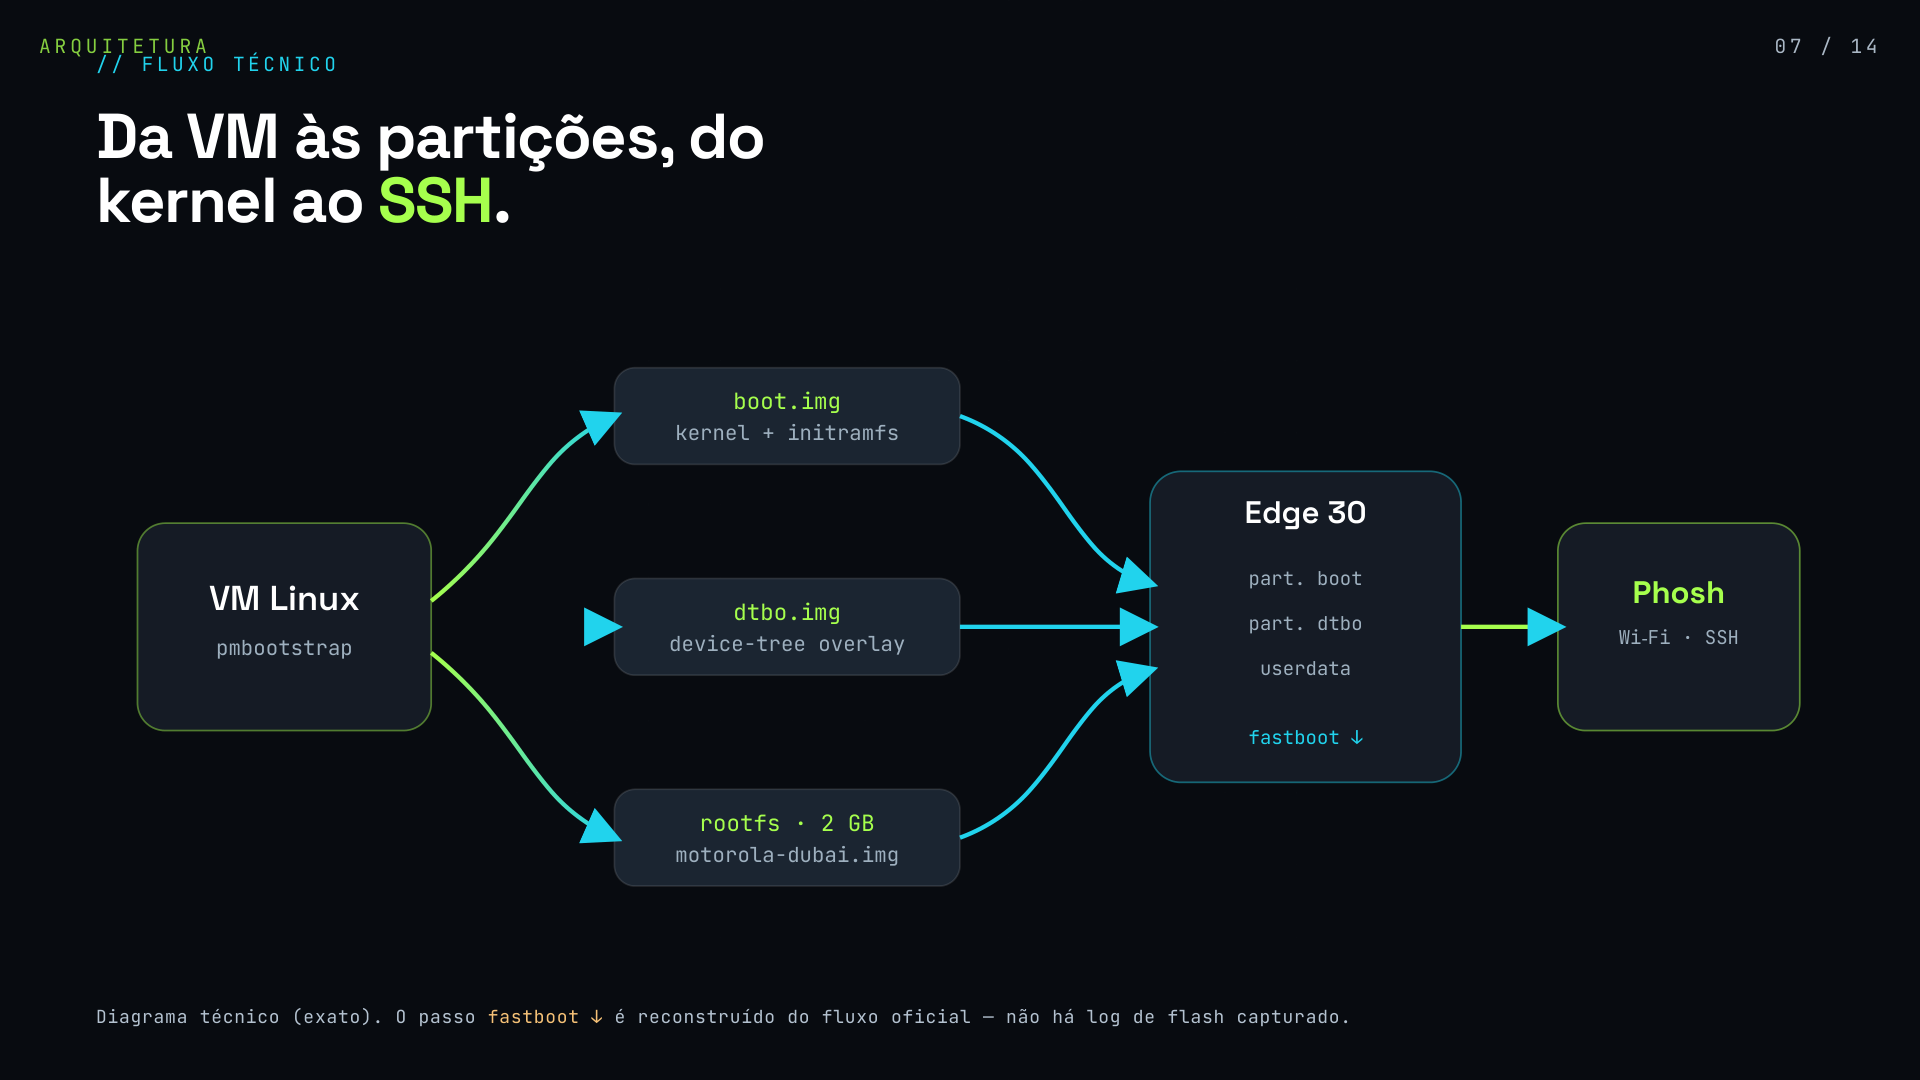 ARQUITETURA
07 / 14
// FLUXO TÉCNICO
Da VM às partições, do
kernel ao SSH.
boot.img
kernel + initramfs
VM Linux
pmbootstrap
dtbo.img
device-tree overlay
rootfs · 2 GB
motorola-dubai.img
Edge 30
part. boot
part. dtbo
userdata
fastboot ↓
Phosh
Wi-Fi · SSH
Diagrama técnico (exato). O passo fastboot ↓ é reconstruído do fluxo oficial — não há log de flash capturado.